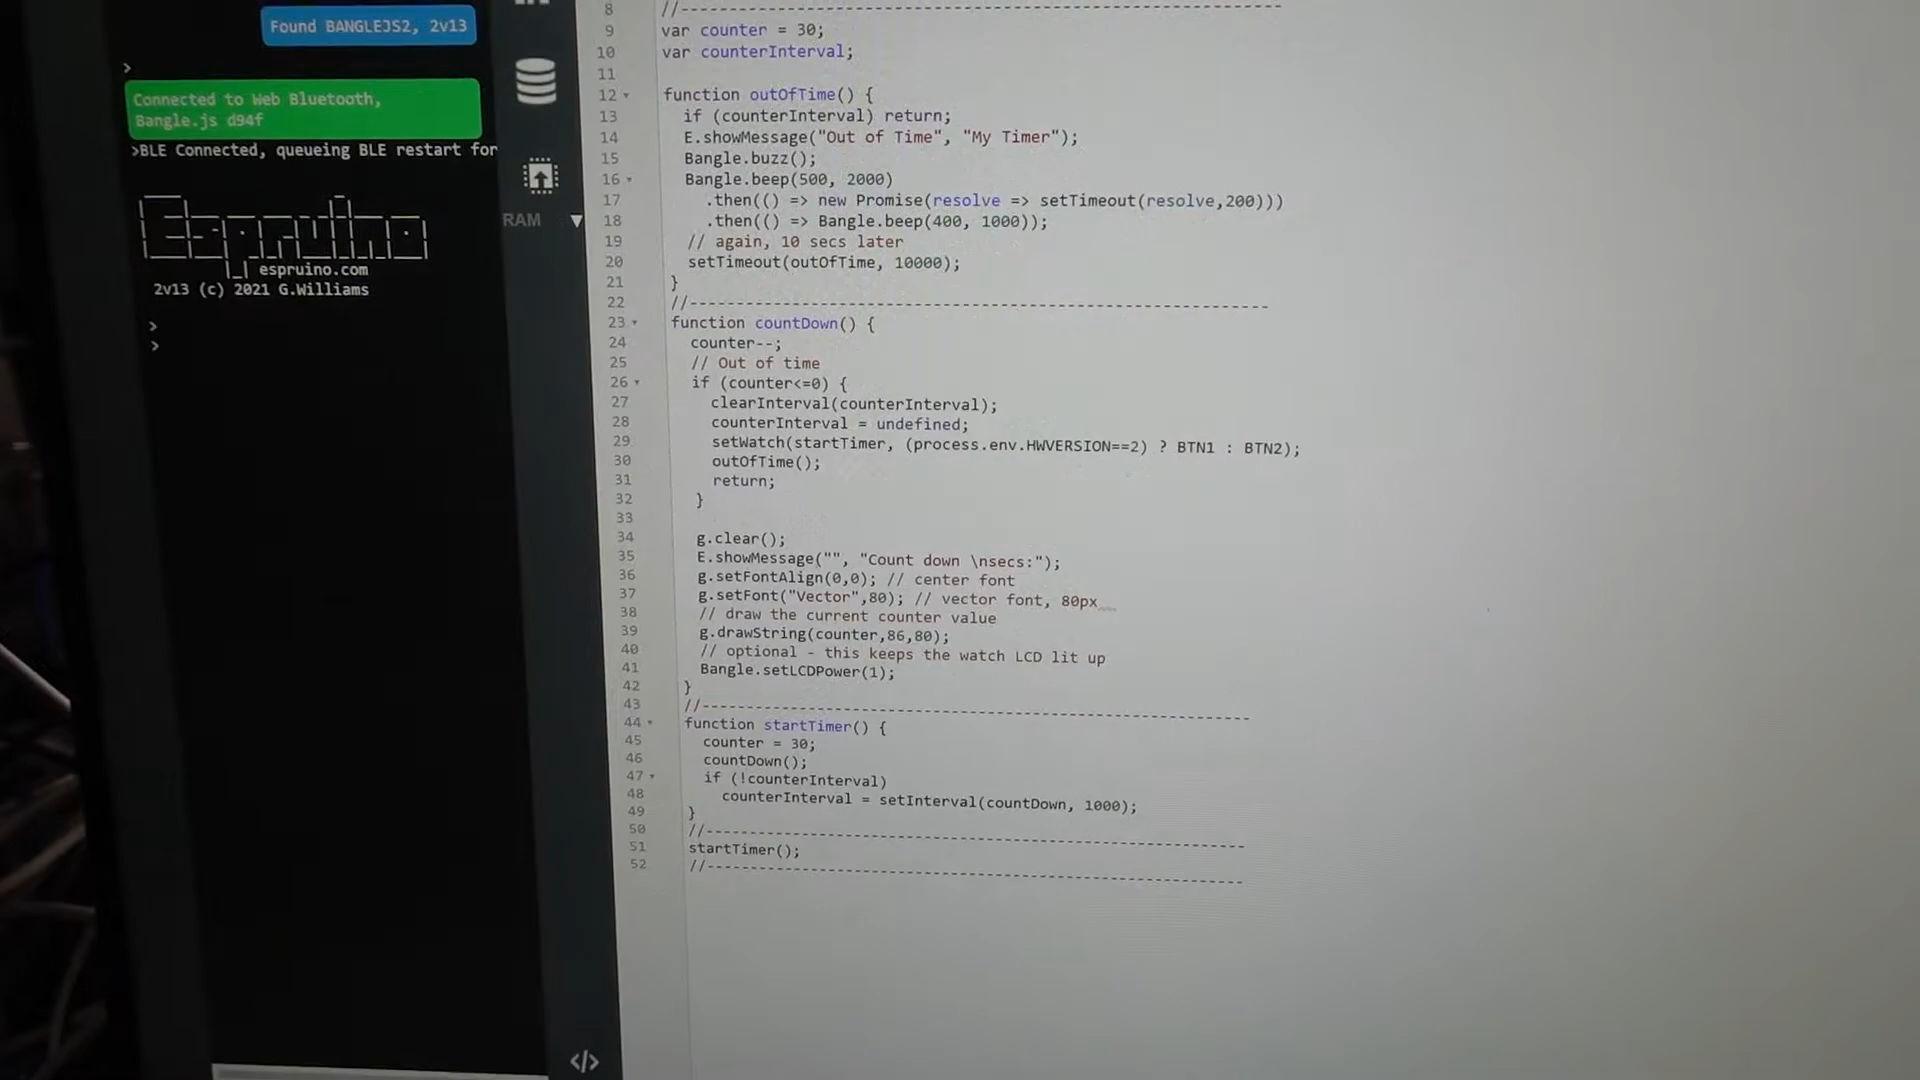 Found BANGLEJS2, 2v13
>
Connected to Web Bluetooth,
Bangle.js d94f
>BLE Connected, queueing BLE restart for
Espruino
espruino.com
2v13 (c) 2021 G.Williams
>
>
RAM
8 //--------------------------------------------------------------
9 var counter = 30;
10 var counterInterval;
11
12 function outOfTime() {
13 if (counterInterval) return;
14 E.showMessage("Out of Time", "My Timer");
15 Bangle.buzz();
16 Bangle.beep(500, 2000)
17 .then(() => new Promise(resolve => setTimeout(resolve,200)))
18 .then(() => Bangle.beep(400, 1000));
19 // again, 10 secs later
20 setTimeout(outOfTime, 10000);
21 }
22 //--------------------------------------------------------------
23 function countDown() {
24 counter--;
25 // Out of time
26 if (counter<=0) {
27 clearInterval(counterInterval);
28 counterInterval = undefined;
29 setWatch(startTimer, (process.env.HWVERSION==2) ? BTN1 : BTN2);
30 outOfTime();
31 return;
32 }
33
34 g.clear();
35 E.showMessage("", "Count down \nsecs:");
36 g.setFontAlign(0,0); // center font
37 g.setFont("Vector",80); // vector font, 80px
38 // draw the current counter value
39 g.drawString(counter,86,80);
40 // optional - this keeps the watch LCD lit up
41 Bangle.setLCDPower(1);
42 }
43 //--------------------------------------------------------------
44 function startTimer() {
45 counter = 30;
46 countDown();
47 if (!counterInterval)
48 counterInterval = setInterval(countDown, 1000);
49 }
50 //--------------------------------------------------------------
51 startTimer();
52 //--------------------------------------------------------------